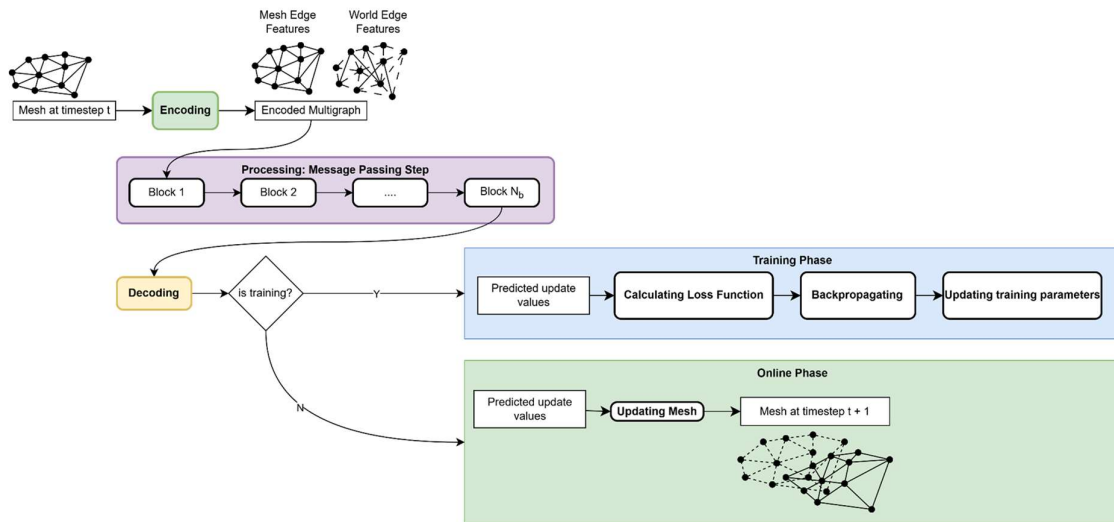 Mesh Edge
Features
World Edge
Features
Mesh at timestep t
Encoding
Encoded Multigraph
Processing: Message Passing Step
Block 1
Block 2
....
Block N_b
Decoding
is training?
Y
N
Training Phase
Predicted update
values
Calculating Loss Function
Backpropagating
Updating training parameters
Online Phase
Predicted update
values
Updating Mesh
Mesh at timestep t + 1